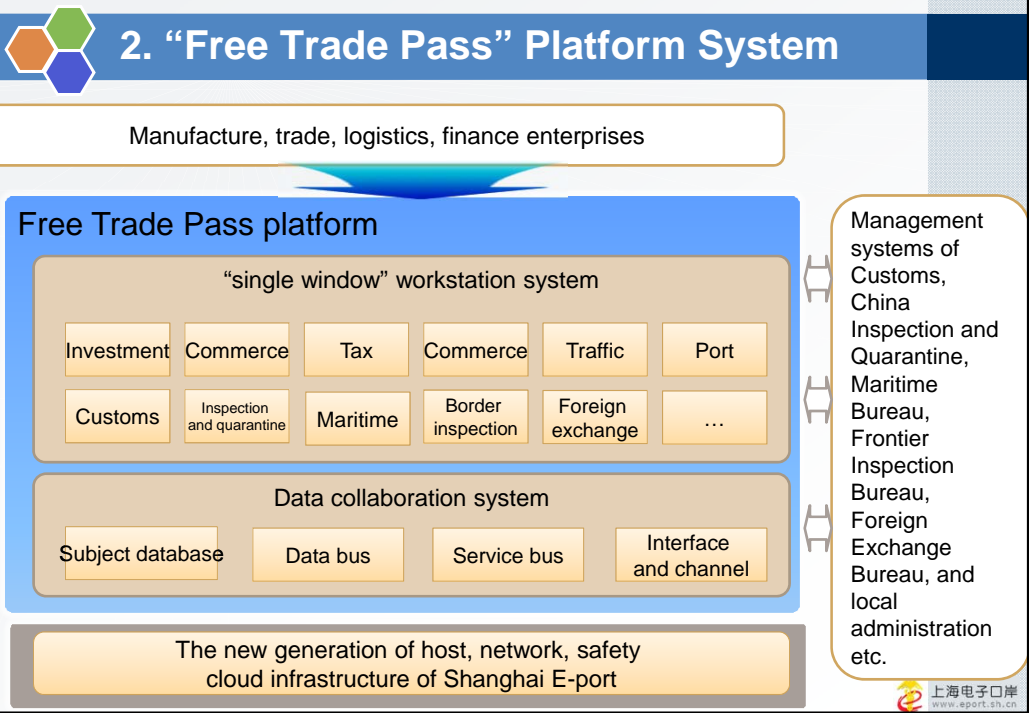 2. “Free Trade Pass” Platform System
Manufacture, trade, logistics, finance enterprises
Free Trade Pass platform
“single window” workstation system
Investment
Commerce
Tax
Commerce
Traffic
Port
Customs
Inspection
and quarantine
Maritime
Border
inspection
Foreign
exchange
…
Data collaboration system
Subject database
Data bus
Service bus
Interface
and channel
The new generation of host, network, safety
cloud infrastructure of Shanghai E-port
Management
systems of
Customs,
China
Inspection and
Quarantine,
Maritime
Bureau,
Frontier
Inspection
Bureau,
Foreign
Exchange
Bureau, and
local
administration
etc.
上海电子口岸
www.eport.sh.cn